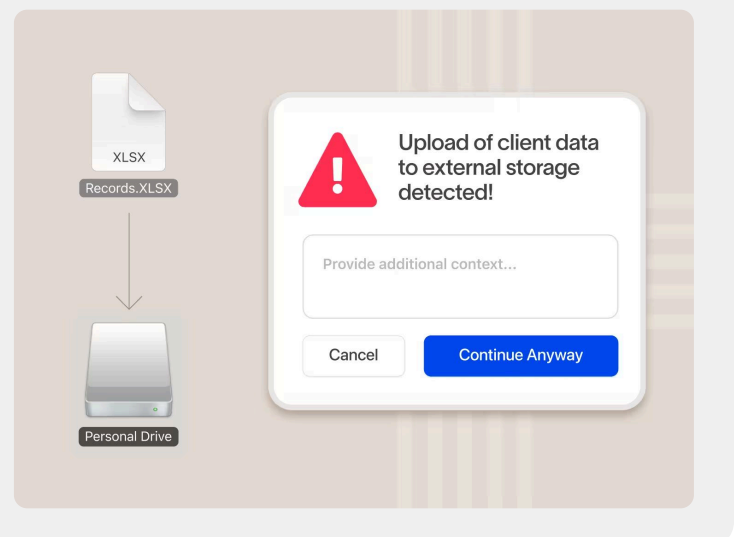 XLSX
Records.XLSX
Personal Drive
Upload of client data
to external storage
detected!
Provide additional context...
Cancel
Continue Anyway